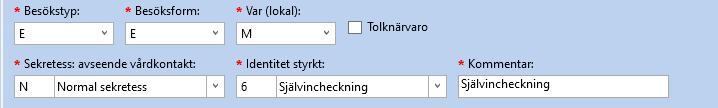 * Besökstyp: * Besöksform: * Var (lokal):
E E M Tolknärvaro
* Sekretess: avseende vårdkontakt: * Identitet styrkt: * Kommentar:
N Normal sekretess 6 Självincheckning Självincheckning